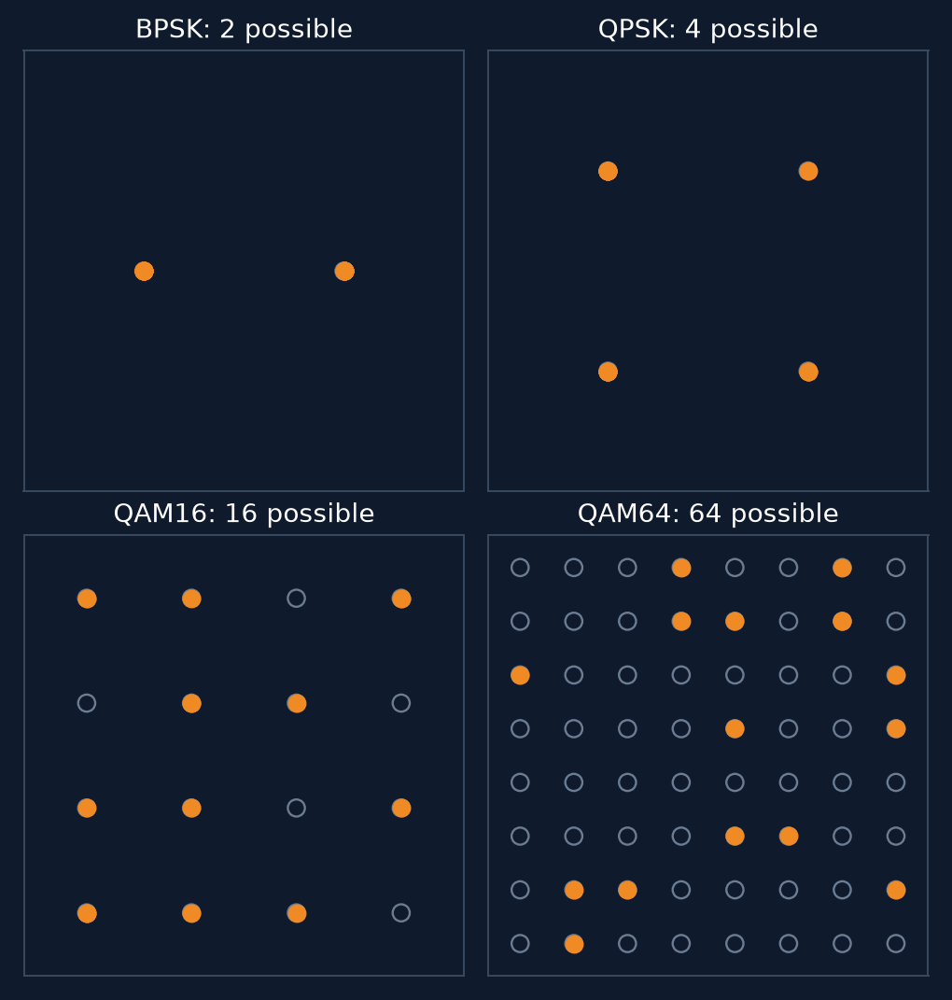 BPSK: 2 possible
QPSK: 4 possible
QAM16: 16 possible
QAM64: 64 possible